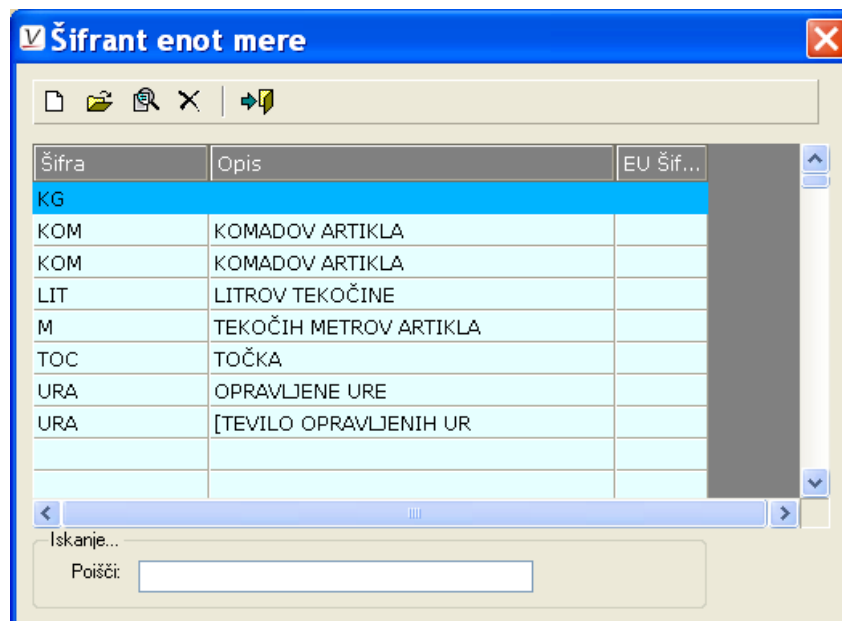 Šifrant enot mere
Šifra Opis EU Šif...
KG
KOM KOMADOV ARTIKLA
KOM KOMADOV ARTIKLA
LIT LITROV TEKOČINE
M TEKOČIH METROV ARTIKLA
TOC TOČKA
URA OPRAVLJENE URE
URA [TEVILO OPRAVLJENIH UR
Iskanje...
Poišči: